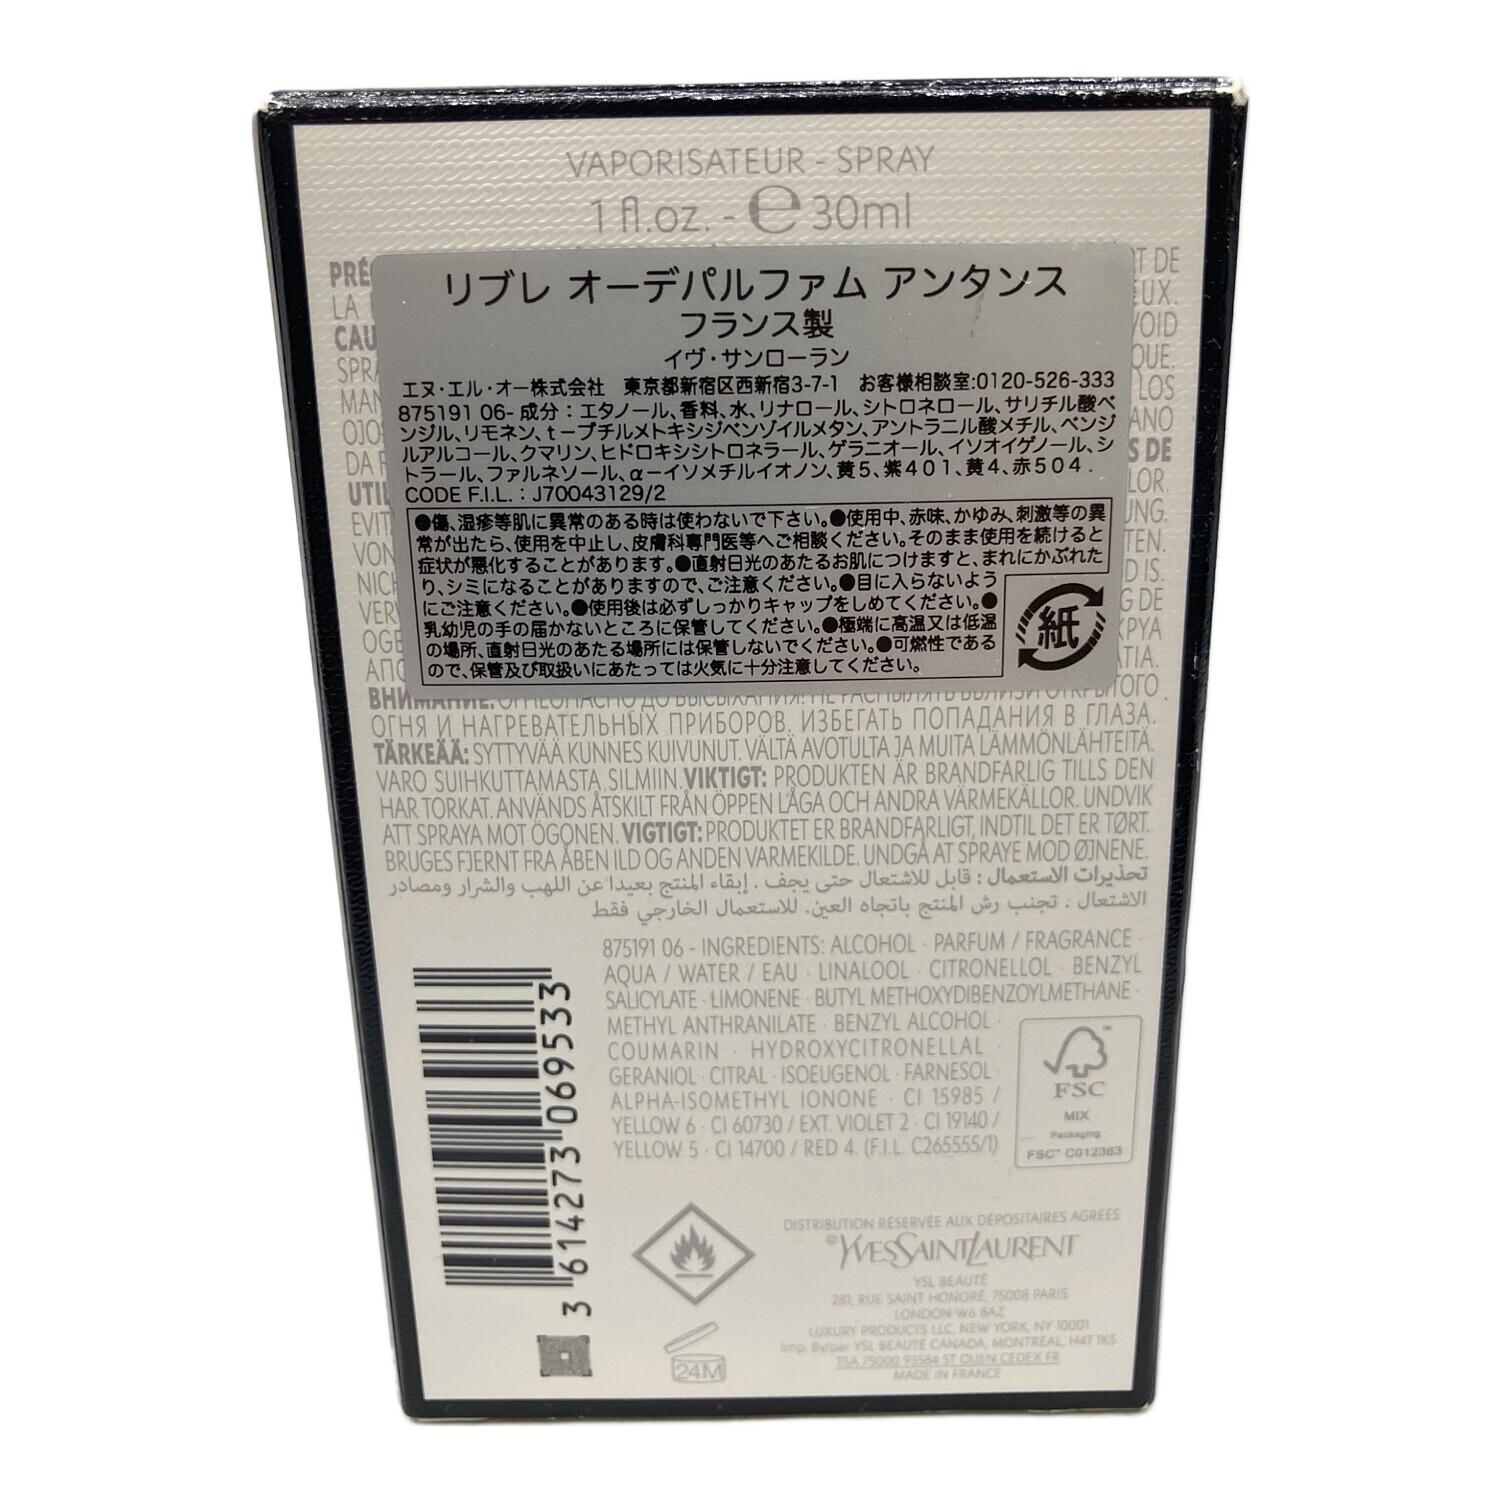 VAPORISATEUR - SPRAY
1 fl.oz. - e 30ml
リブレ オーデパルファム アンタンス
フランス製
イヴ・サンローラン
エヌ・エル・オー株式会社 東京都新宿区西新宿3-7-1 お客様相談室:0120-526-333
875191 06- 成分：エタノール、香料、水、リナロール、シトロネロール、サリチル酸ベ
ンジル、リモネン、t－ブチルメトキシジベンゾイルメタン、アントラニル酸メチル、ベンジ
ルアルコール、クマリン、ヒドロキシシトロネラール、ゲラニオール、イソオイゲノール、シ
トラール、ファルネソール、α－イソメチルイオノン、黄5、紫401、黄4、赤504．
CODE F.I.L.：J70043129/2
●傷、湿疹等肌に異常のある時は使わないで下さい。●使用中、赤味、かゆみ、刺激等の異
常が出たら、使用を中止し、皮膚科専門医等へご相談ください。そのまま使用を続けると
症状が悪化することがあります。●直射日光のあたるお肌につけますと、まれにかぶれた
り、シミになることがありますので、ご注意ください。●目に入らないよう
にご注意ください。●使用後は必ずしっかりキャップをしめてください。●
乳幼児の手の届かないところに保管してください。●極端に高温又は低温
の場所、直射日光のあたる場所には保管しないでください。●可燃性である
ので、保管及び取扱いにあたっては火気に十分注意してください。
紙
ВНИМАНИЕ: ОГНЕОПАСНО ДО ВЫСЫХАНИЯ. НЕ РАСПЫЛЯТЬ ВБЛИЗИ ОТКРЫТОГО
ОГНЯ И НАГРЕВАТЕЛЬНЫХ ПРИБОРОВ. ИЗБЕГАТЬ ПОПАДАНИЯ В ГЛАЗА.
TÄRKEÄÄ: SYTTYVÄÄ KUNNES KUIVUNUT. VÄLTÄ AVOTULTA JA MUITA LÄMMÖNLÄHTEITÄ.
VARO SUIHKUTTAMASTA SILMIIN. VIKTIGT: PRODUKTEN ÄR BRANDFARLIG TILLS DEN
HAR TORKAT. ANVÄNDS ÅTSKILT FRÅN ÖPPEN LÅGA OCH ANDRA VÄRMEKÄLLOR. UNDVIK
ATT SPRAYA MOT ÖGONEN. VIGTIGT: PRODUKTET ER BRANDFARLIGT, INDTIL DET ER TØRT.
BRUGES FJERNT FRA ÅBEN ILD OG ANDEN VARMEKILDE. UNDGÅ AT SPRAYE MOD ØJNENE.
تحذيرات الاستعمال : قابل للاشتعال حتى يجف . إبقاء المنتج بعيدا عن اللهب والشرار ومصادر
الاشتعال . تجنب رش المنتج باتجاه العين. للاستعمال الخارجي فقط
875191 06 - INGREDIENTS: ALCOHOL · PARFUM / FRAGRANCE ·
AQUA / WATER / EAU · LINALOOL · CITRONELLOL · BENZYL
SALICYLATE · LIMONENE · BUTYL METHOXYDIBENZOYLMETHANE ·
METHYL ANTHRANILATE · BENZYL ALCOHOL ·
COUMARIN · HYDROXYCITRONELLAL ·
GERANIOL · CITRAL · ISOEUGENOL · FARNESOL ·
ALPHA-ISOMETHYL IONONE · CI 15985 /
YELLOW 6 · CI 60730 / EXT. VIOLET 2 · CI 19140 /
YELLOW 5 · CI 14700 / RED 4. (F.I.L. C265555/1)
FSC™
MIX
Packaging
FSC™ C012363
3 614273 069533
24M
DISTRIBUTION RÉSERVÉE AUX DÉPOSITAIRES AGRÉÉS
©YVESSAINTLAURENT
YSL BEAUTÉ
281, RUE SAINT HONORÉ, 75008 PARIS
LONDON W6 8AZ
LUXURY PRODUCTS LLC, NEW YORK, NY 10001
Imp. By/par YSL BEAUTÉ CANADA, MONTRÉAL, H4T 1K5
TSA 75000 93584 ST OUEN CEDEX FR
MADE IN FRANCE